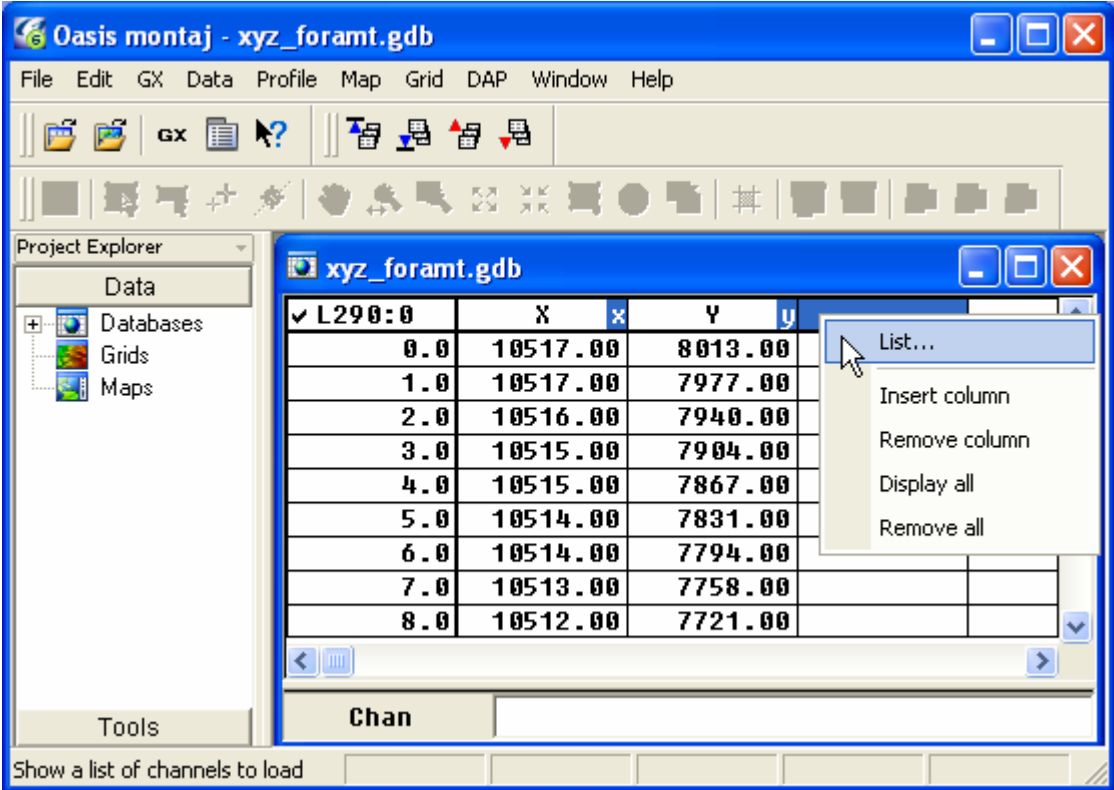 Oasis montaj - xyz_foramt.gdb
File Edit GX Data Profile Map Grid DAP Window Help
GX
Project Explorer
Data
Databases
Grids
Maps
Tools
xyz_foramt.gdb
L290:0 X x Y y
0.0 10517.00 8013.00
1.0 10517.00 7977.00
2.0 10516.00 7940.00
3.0 10515.00 7904.00
4.0 10515.00 7867.00
5.0 10514.00 7831.00
6.0 10514.00 7794.00
7.0 10513.00 7758.00
8.0 10512.00 7721.00
List...
Insert column
Remove column
Display all
Remove all
Chan
Show a list of channels to load